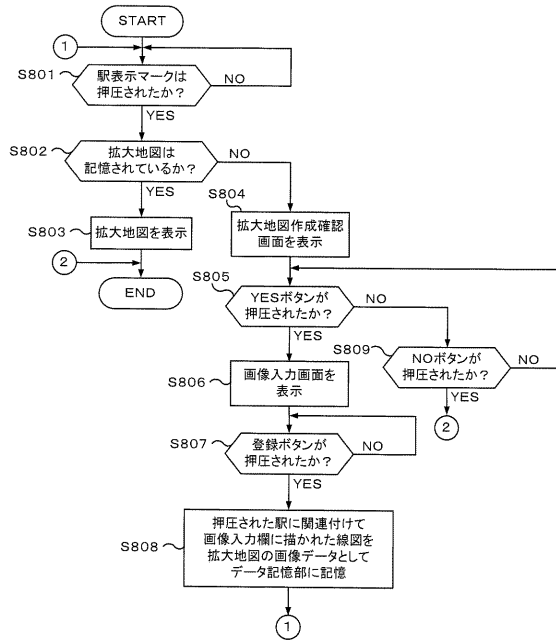 START
1
S801
駅表示マークは
押圧されたか？
NO
YES
S802
拡大地図は
記憶されているか？
NO
YES
S803
拡大地図を表示
2
END
S804
拡大地図作成確認
画面を表示
S805
YESボタンが
押圧されたか？
NO
YES
S809
NOボタンが
押圧されたか？
NO
YES
2
S806
画像入力画面を
表示
S807
登録ボタンが
押圧されたか？
NO
YES
S808
押圧された駅に関連付けて
画像入力欄に描かれた線図を
拡大地図の画像データとして
データ記憶部に記憶
1